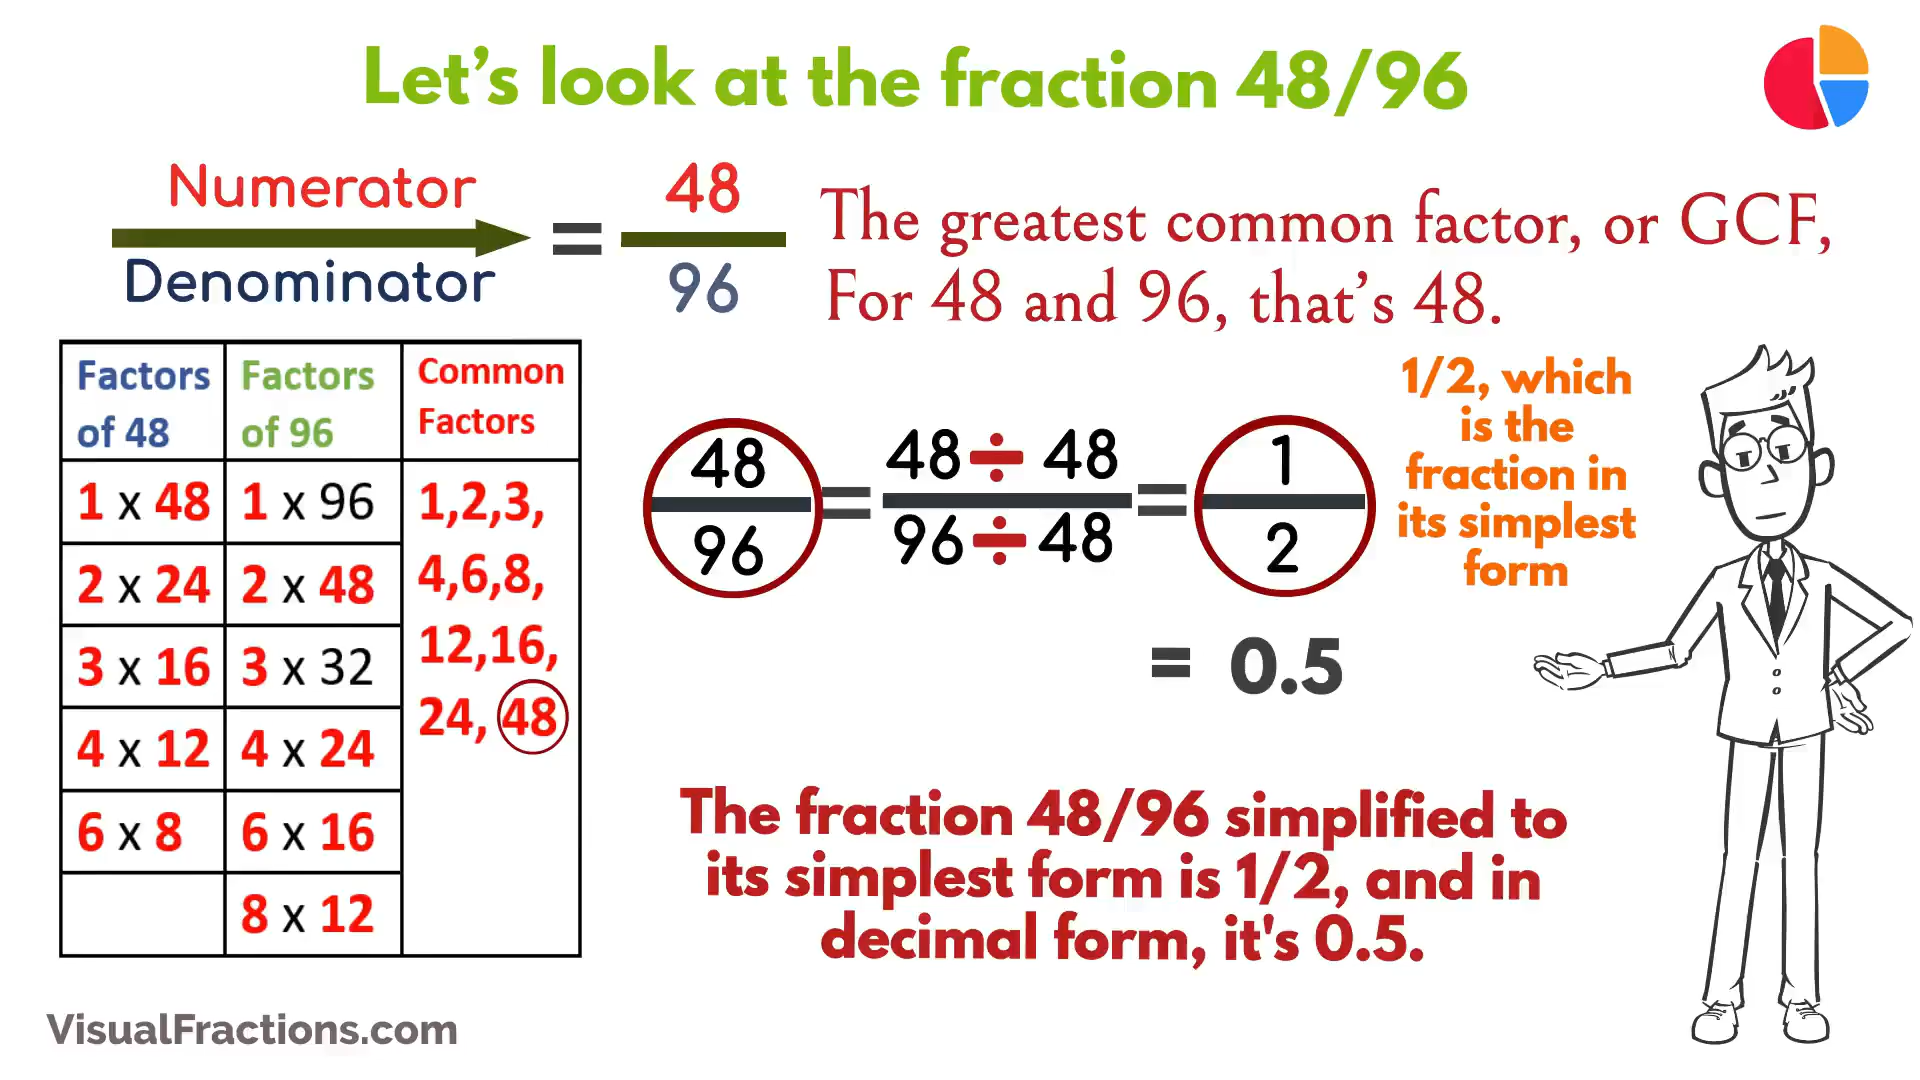 Let’s look at the fraction 48/96
Numerator
Denominator
=
48
96
The greatest common factor, or GCF,
For 48 and 96, that’s 48.
Factors of 48
Factors of 96
Common Factors
1 x 48
1 x 96
1,2,3,
2 x 24
2 x 48
4,6,8,
3 x 16
3 x 32
12,16,
4 x 12
4 x 24
24, 48
6 x 8
6 x 16
8 x 12
48
96
=
48 ÷ 48
96 ÷ 48
=
1
2
= 0.5
1/2, which
is the
fraction in
its simplest
form
The fraction 48/96 simplified to
its simplest form is 1/2, and in
decimal form, it's 0.5.
VisualFractions.com